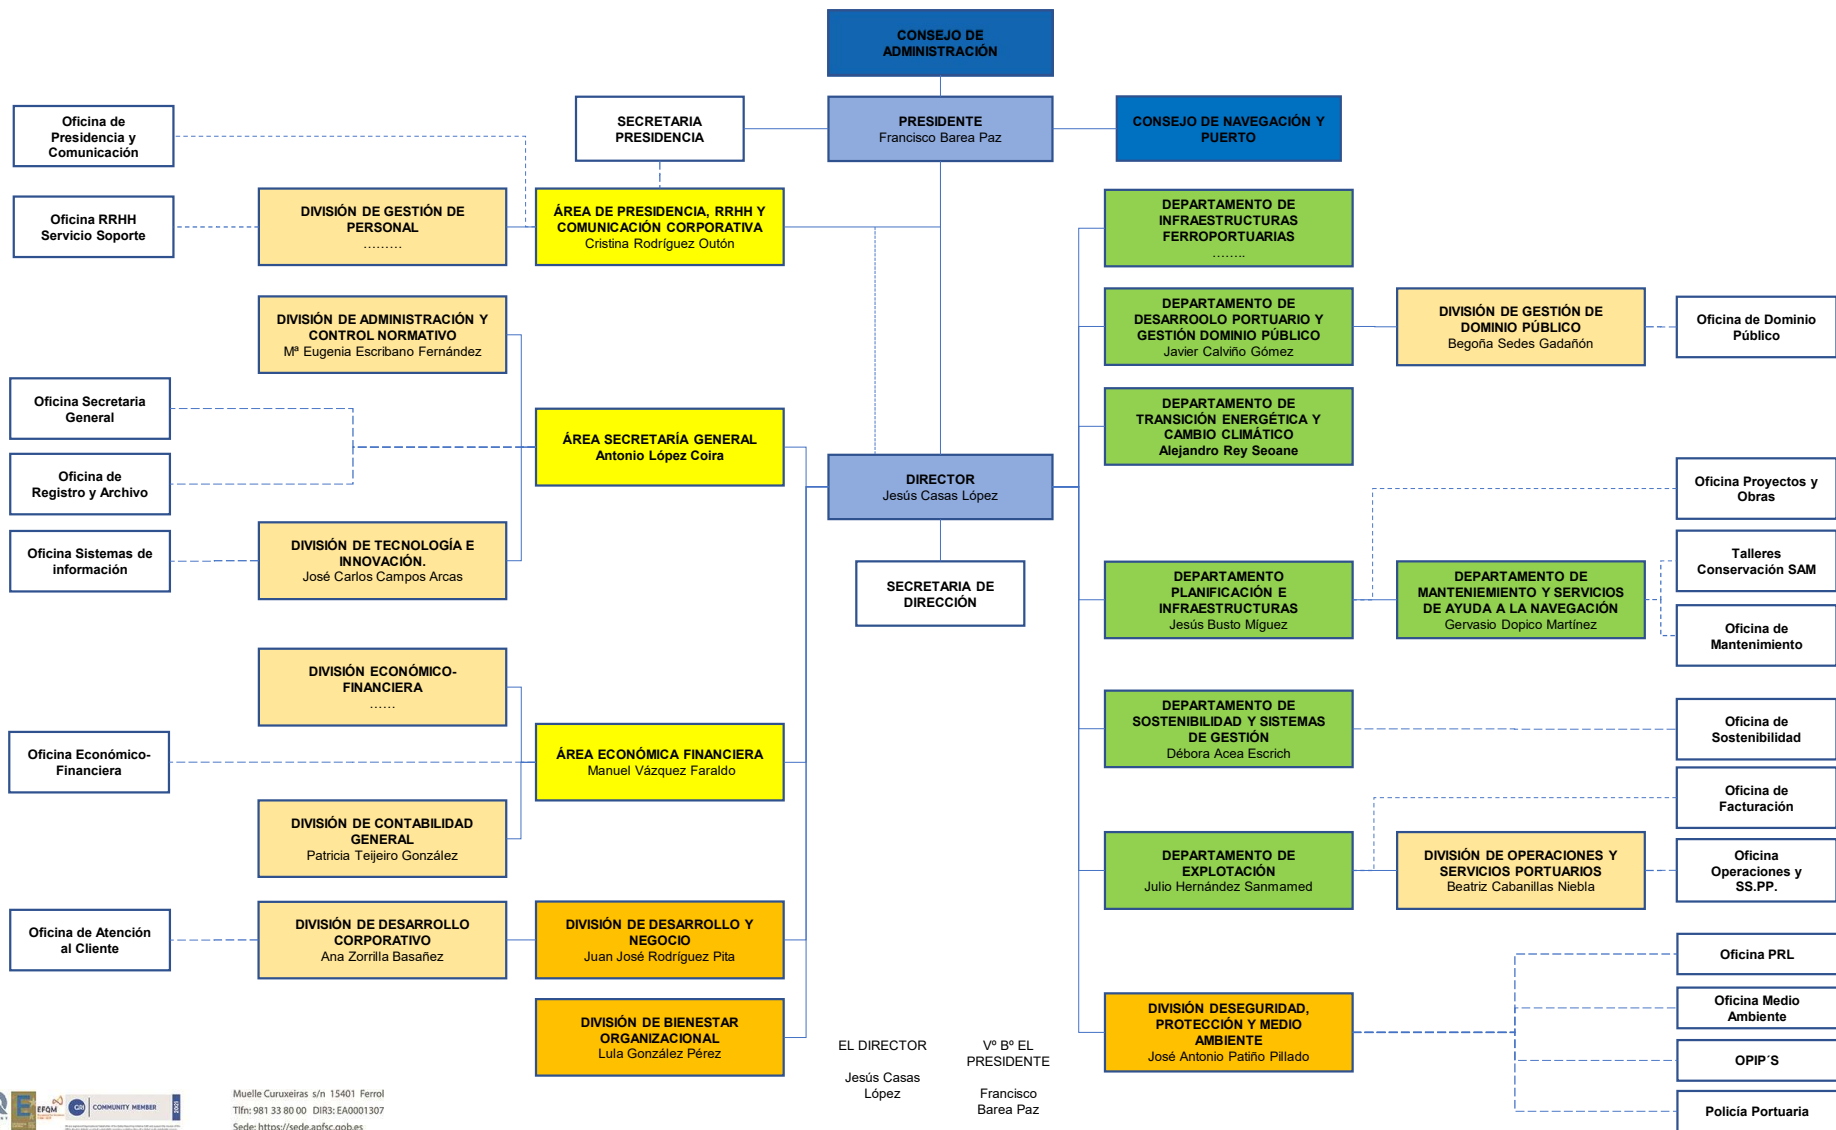 CONSEJO DE
ADMINISTRACIÓN
Oficina de
Presidencia y
Comunicación
SECRETARIA
PRESIDENCIA
PRESIDENTE
Francisco Barea Paz
CONSEJO DE NAVEGACIÓN Y
PUERTO
Oficina RRHH
Servicio Soporte
DIVISIÓN DE GESTIÓN DE
PERSONAL
.........
ÁREA DE PRESIDENCIA, RRHH Y
COMUNICACIÓN CORPORATIVA
Cristina Rodríguez Outón
DEPARTAMENTO DE
INFRAESTRUCTURAS
FERROPORTUARIAS
........
DIVISIÓN DE ADMINISTRACIÓN Y
CONTROL NORMATIVO
Mª Eugenia Escribano Fernández
DEPARTAMENTO DE
DESARROOLO PORTUARIO Y
GESTIÓN DOMINIO PÚBLICO
Javier Calviño Gómez
DIVISIÓN DE GESTIÓN DE
DOMINIO PÚBLICO
Begoña Sedes Gadañón
Oficina de Dominio
Público
Oficina Secretaria
General
ÁREA SECRETARÍA GENERAL
Antonio López Coira
DEPARTAMENTO DE
TRANSICIÓN ENERGÉTICA Y
CAMBIO CLIMÁTICO
Alejandro Rey Seoane
Oficina de
Registro y Archivo
DIRECTOR
Jesús Casas López
Oficina Proyectos y
Obras
Oficina Sistemas de
información
DIVISIÓN DE TECNOLOGÍA E
INNOVACIÓN.
José Carlos Campos Arcas
SECRETARIA DE
DIRECCIÓN
DEPARTAMENTO
PLANIFICACIÓN E
INFRAESTRUCTURAS
Jesús Busto Míguez
DEPARTAMENTO DE
MANTENIEMIENTO Y SERVICIOS
DE AYUDA A LA NAVEGACIÓN
Gervasio Dopico Martínez
Talleres
Conservación SAM
Oficina de
Mantenimiento
DIVISIÓN ECONÓMICO-
FINANCIERA
......
Oficina Económico-
Financiera
ÁREA ECONÓMICA FINANCIERA
Manuel Vázquez Faraldo
DEPARTAMENTO DE
SOSTENIBILIDAD Y SISTEMAS
DE GESTIÓN
Débora Acea Escrich
Oficina de
Sostenibilidad
Oficina de
Facturación
DIVISIÓN DE CONTABILIDAD
GENERAL
Patricia Teijeiro González
DEPARTAMENTO DE
EXPLOTACIÓN
Julio Hernández Sanmamed
DIVISIÓN DE OPERACIONES Y
SERVICIOS PORTUARIOS
Beatriz Cabanillas Niebla
Oficina
Operaciones y
SS.PP.
Oficina de Atención
al Cliente
DIVISIÓN DE DESARROLLO
CORPORATIVO
Ana Zorrilla Basañez
DIVISIÓN DE DESARROLLO Y
NEGOCIO
Juan José Rodríguez Pita
Oficina PRL
DIVISIÓN DE BIENESTAR
ORGANIZACIONAL
Lula González Pérez
DIVISIÓN DESEGURIDAD,
PROTECCIÓN Y MEDIO
AMBIENTE
José Antonio Patiño Pillado
Oficina Medio
Ambiente
OPIP´S
Policía Portuaria
EL DIRECTOR
Jesús Casas
López
Vº Bº EL
PRESIDENTE
Francisco
Barea Paz
EFQM
GRI COMMUNITY MEMBER
Muelle Curuxeiras s/n 15401 Ferrol
Tlfn: 981 33 80 00 DIR3: EA0001307
Sede: https://sede.apfsc.gob.es